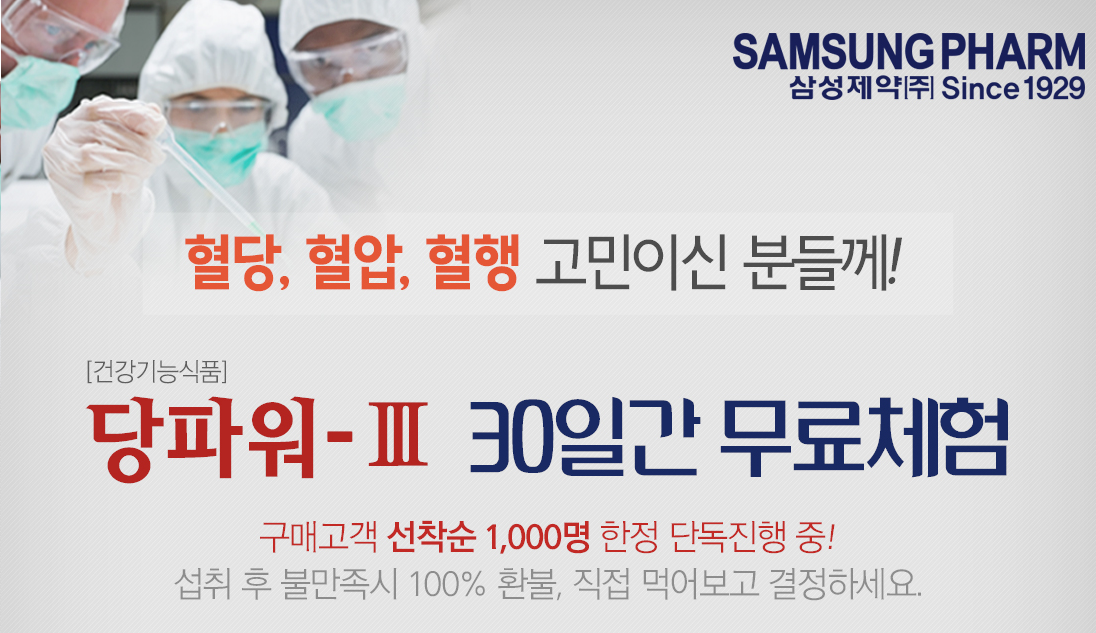 SAMSUNG PHARM
삼성제약(주) Since 1929
혈당, 혈압, 혈행 고민이신 분들께!
[건강기능식품]
당파워-Ⅲ 30일간 무료체험
구매고객 선착순 1,000명 한정 단독진행 중!
섭취 후 불만족시 100% 환불, 직접 먹어보고 결정하세요.